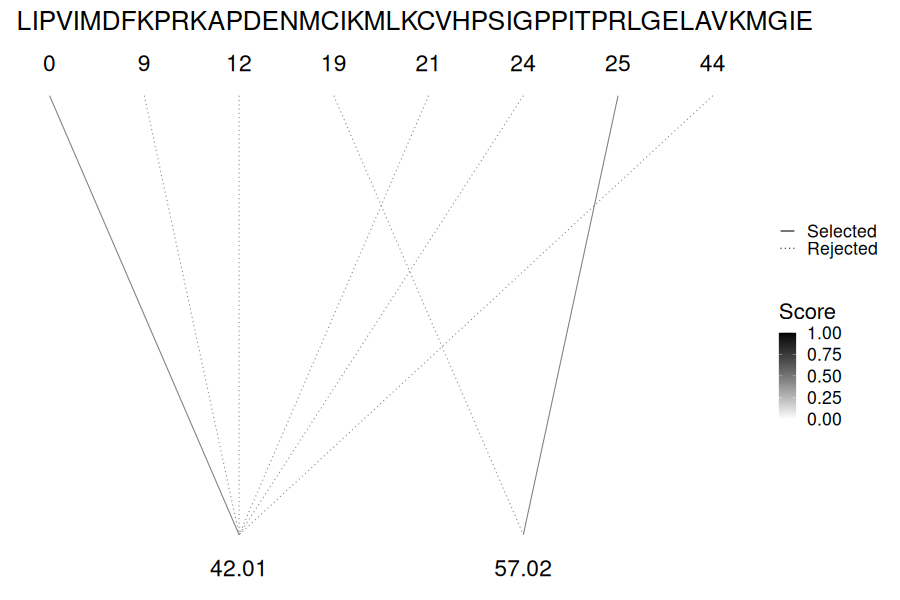 LIPVIMDFKPRKAPDENMCIKMLKCVHPSIGPPITPRLGELAVKMGIE
0 9 12 19 21 24 25 44
Selected
Rejected
Score
1.00
0.75
0.50
0.25
0.00
42.01 57.02